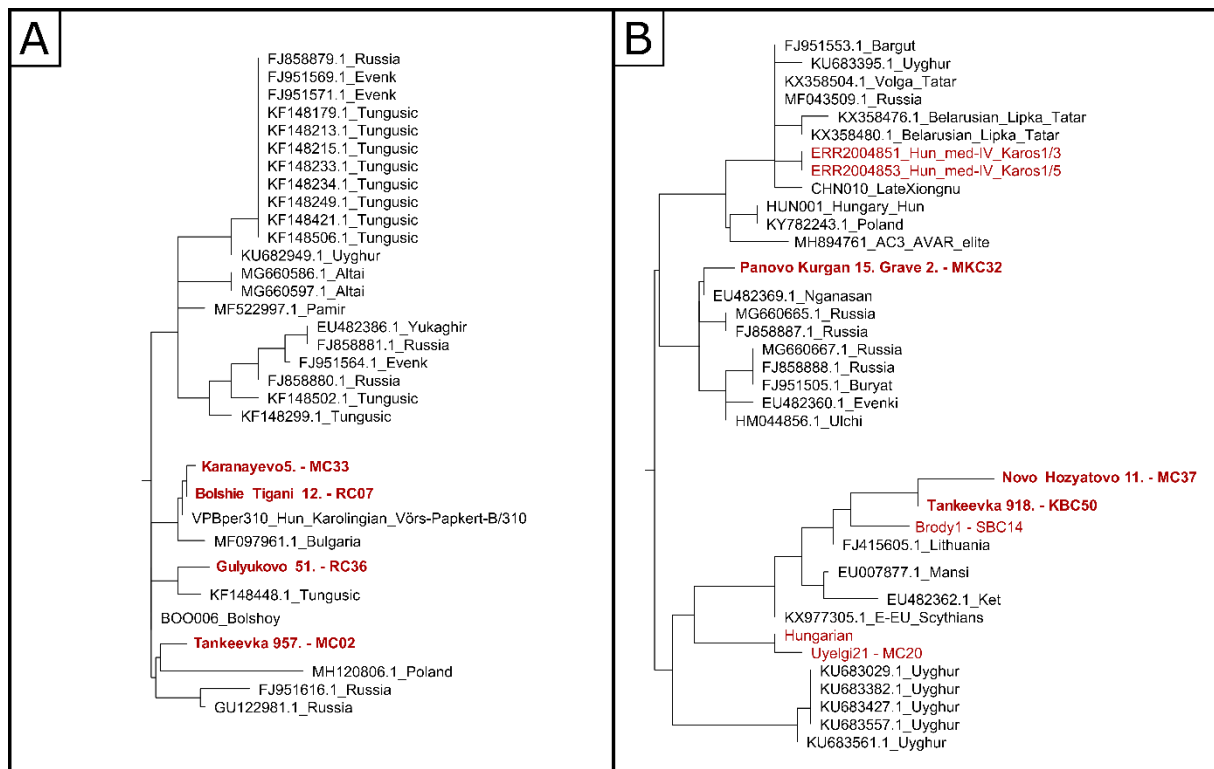 A
FJ858879.1_Russia
FJ951569.1_Evenk
FJ951571.1_Evenk
KF148179.1_Tungusic
KF148213.1_Tungusic
KF148215.1_Tungusic
KF148233.1_Tungusic
KF148234.1_Tungusic
KF148249.1_Tungusic
KF148421.1_Tungusic
KF148506.1_Tungusic
KU682949.1_Uyghur
MG660586.1_Altai
MG660597.1_Altai
MF522997.1_Pamir
EU482386.1_Yukaghir
FJ858881.1_Russia
FJ951564.1_Evenk
FJ858880.1_Russia
KF148502.1_Tungusic
KF148299.1_Tungusic
Karanayevo5. - MC33
Bolshie Tigani 12. - RC07
VPBper310_Hun_Karolingian_Vörs-Papkert-B/310
MF097961.1_Bulgaria
Gulyukovo 51. - RC36
KF148448.1_Tungusic
BOO006_Bolshoy
Tankeevka 957. - MC02
MH120806.1_Poland
FJ951616.1_Russia
GU122981.1_Russia
B
FJ951553.1_Bargut
KU683395.1_Uyghur
KX358504.1_Volga_Tatar
MF043509.1_Russia
KX358476.1_Belarusian_Lipka_Tatar
KX358480.1_Belarusian_Lipka_Tatar
ERR2004851_Hun_med-IV_Karos1/3
ERR2004853_Hun_med-IV_Karos1/5
CHN010_LateXiongnu
HUN001_Hungary_Hun
KY782243.1_Poland
MH894761_AC3_AVAR_elite
Panovo Kurgan 15. Grave 2. - MKC32
EU482369.1_Nganasan
MG660665.1_Russia
FJ858887.1_Russia
MG660667.1_Russia
FJ858888.1_Russia
FJ951505.1_Buryat
EU482360.1_Evenki
HM044856.1_Ulchi
Novo Hozyatovo 11. - MC37
Tankeevka 918. - KBC50
Brody1 - SBC14
FJ415605.1_Lithuania
EU007877.1_Mansi
EU482362.1_Ket
KX977305.1_E-EU_Scythians
Hungarian
Uyelgi21 - MC20
KU683029.1_Uyghur
KU683382.1_Uyghur
KU683427.1_Uyghur
KU683557.1_Uyghur
KU683561.1_Uyghur